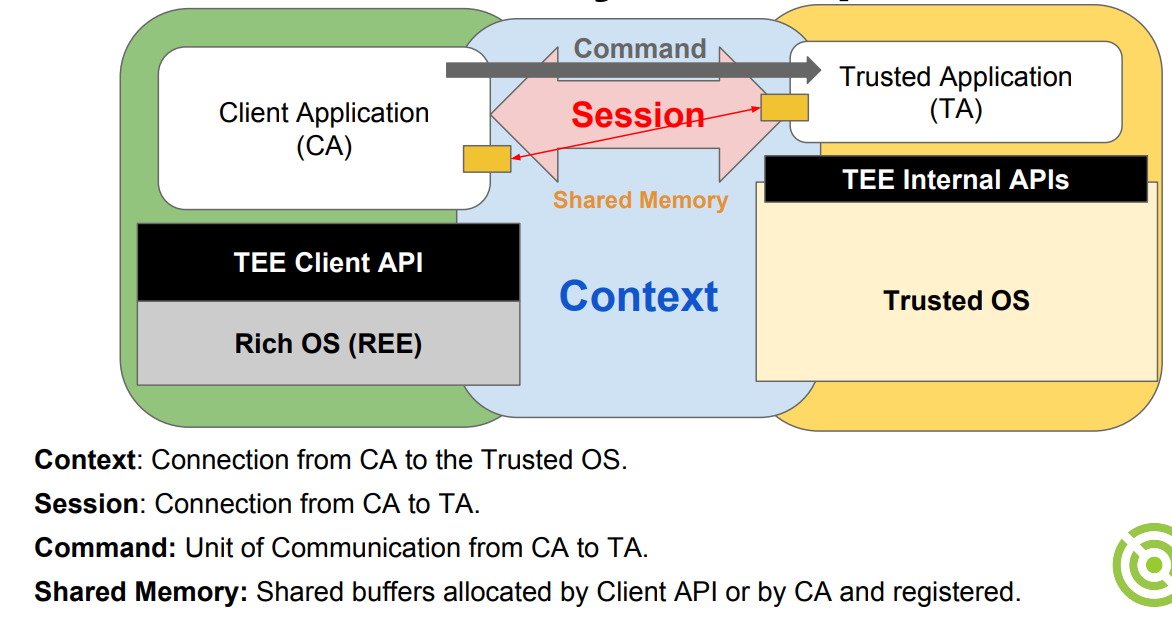 Command
Client Application
(CA)
Session
Trusted Application
(TA)
Shared Memory
TEE Internal APIs
TEE Client API
Context
Trusted OS
Rich OS (REE)
Context: Connection from CA to the Trusted OS.
Session: Connection from CA to TA.
Command: Unit of Communication from CA to TA.
Shared Memory: Shared buffers allocated by Client API or by CA and registered.